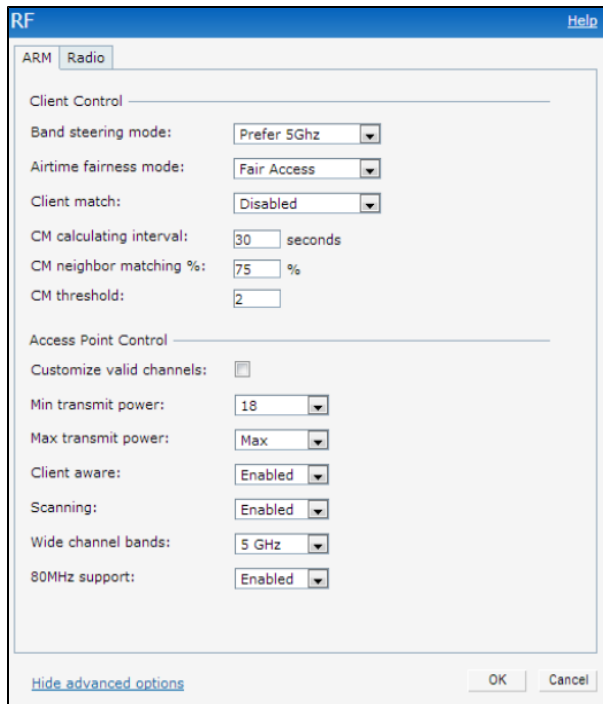 RF Help
ARM Radio
Client Control
Band steering mode: Prefer 5Ghz
Airtime fairness mode: Fair Access
Client match: Disabled
CM calculating interval: 30 seconds
CM neighbor matching %: 75 %
CM threshold: 2
Access Point Control
Customize valid channels:
Min transmit power: 18
Max transmit power: Max
Client aware: Enabled
Scanning: Enabled
Wide channel bands: 5 GHz
80MHz support: Enabled
Hide advanced options OK Cancel